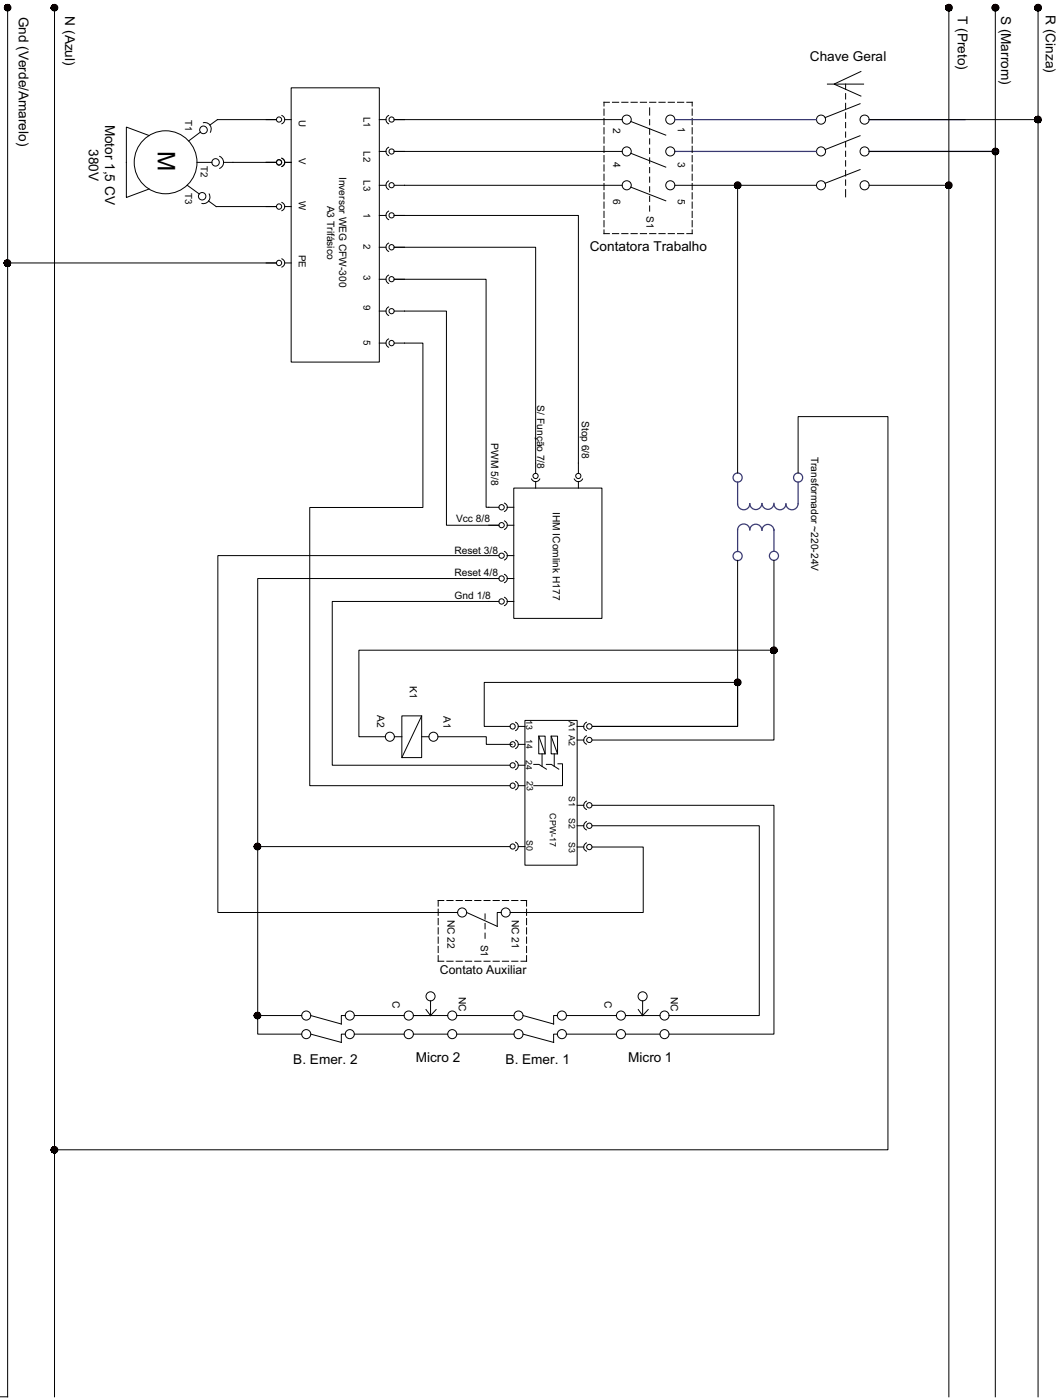 R (Cinza)
S (Marrom)
T (Preto)
N (Azul)
Gnd (Verde/Amarelo)
Chave Geral
1
2
3
4
5
6
S1
Contatora Trabalho
L1
L2
L3
1
2
3
9
5
U
V
W
PE
Inversor WEG CFW-300
A3 Trifásico
T1
T2
T3
M
Motor 1,5 CV
380V
Transformador ~220-24V
Stop 6/8
S/ Função 7/8
PWM 5/8
Vcc 8/8
Reset 3/8
Reset 4/8
Gnd 1/8
IHM IComlink H177
K1
A1
A2
13
14
24
23
S0
A1
A2
S1
S2
S3
CPW-17
NC 21
NC 22
S1
Contato Auxiliar
NC
C
NC
C
B. Emer. 2
Micro 2
B. Emer. 1
Micro 1